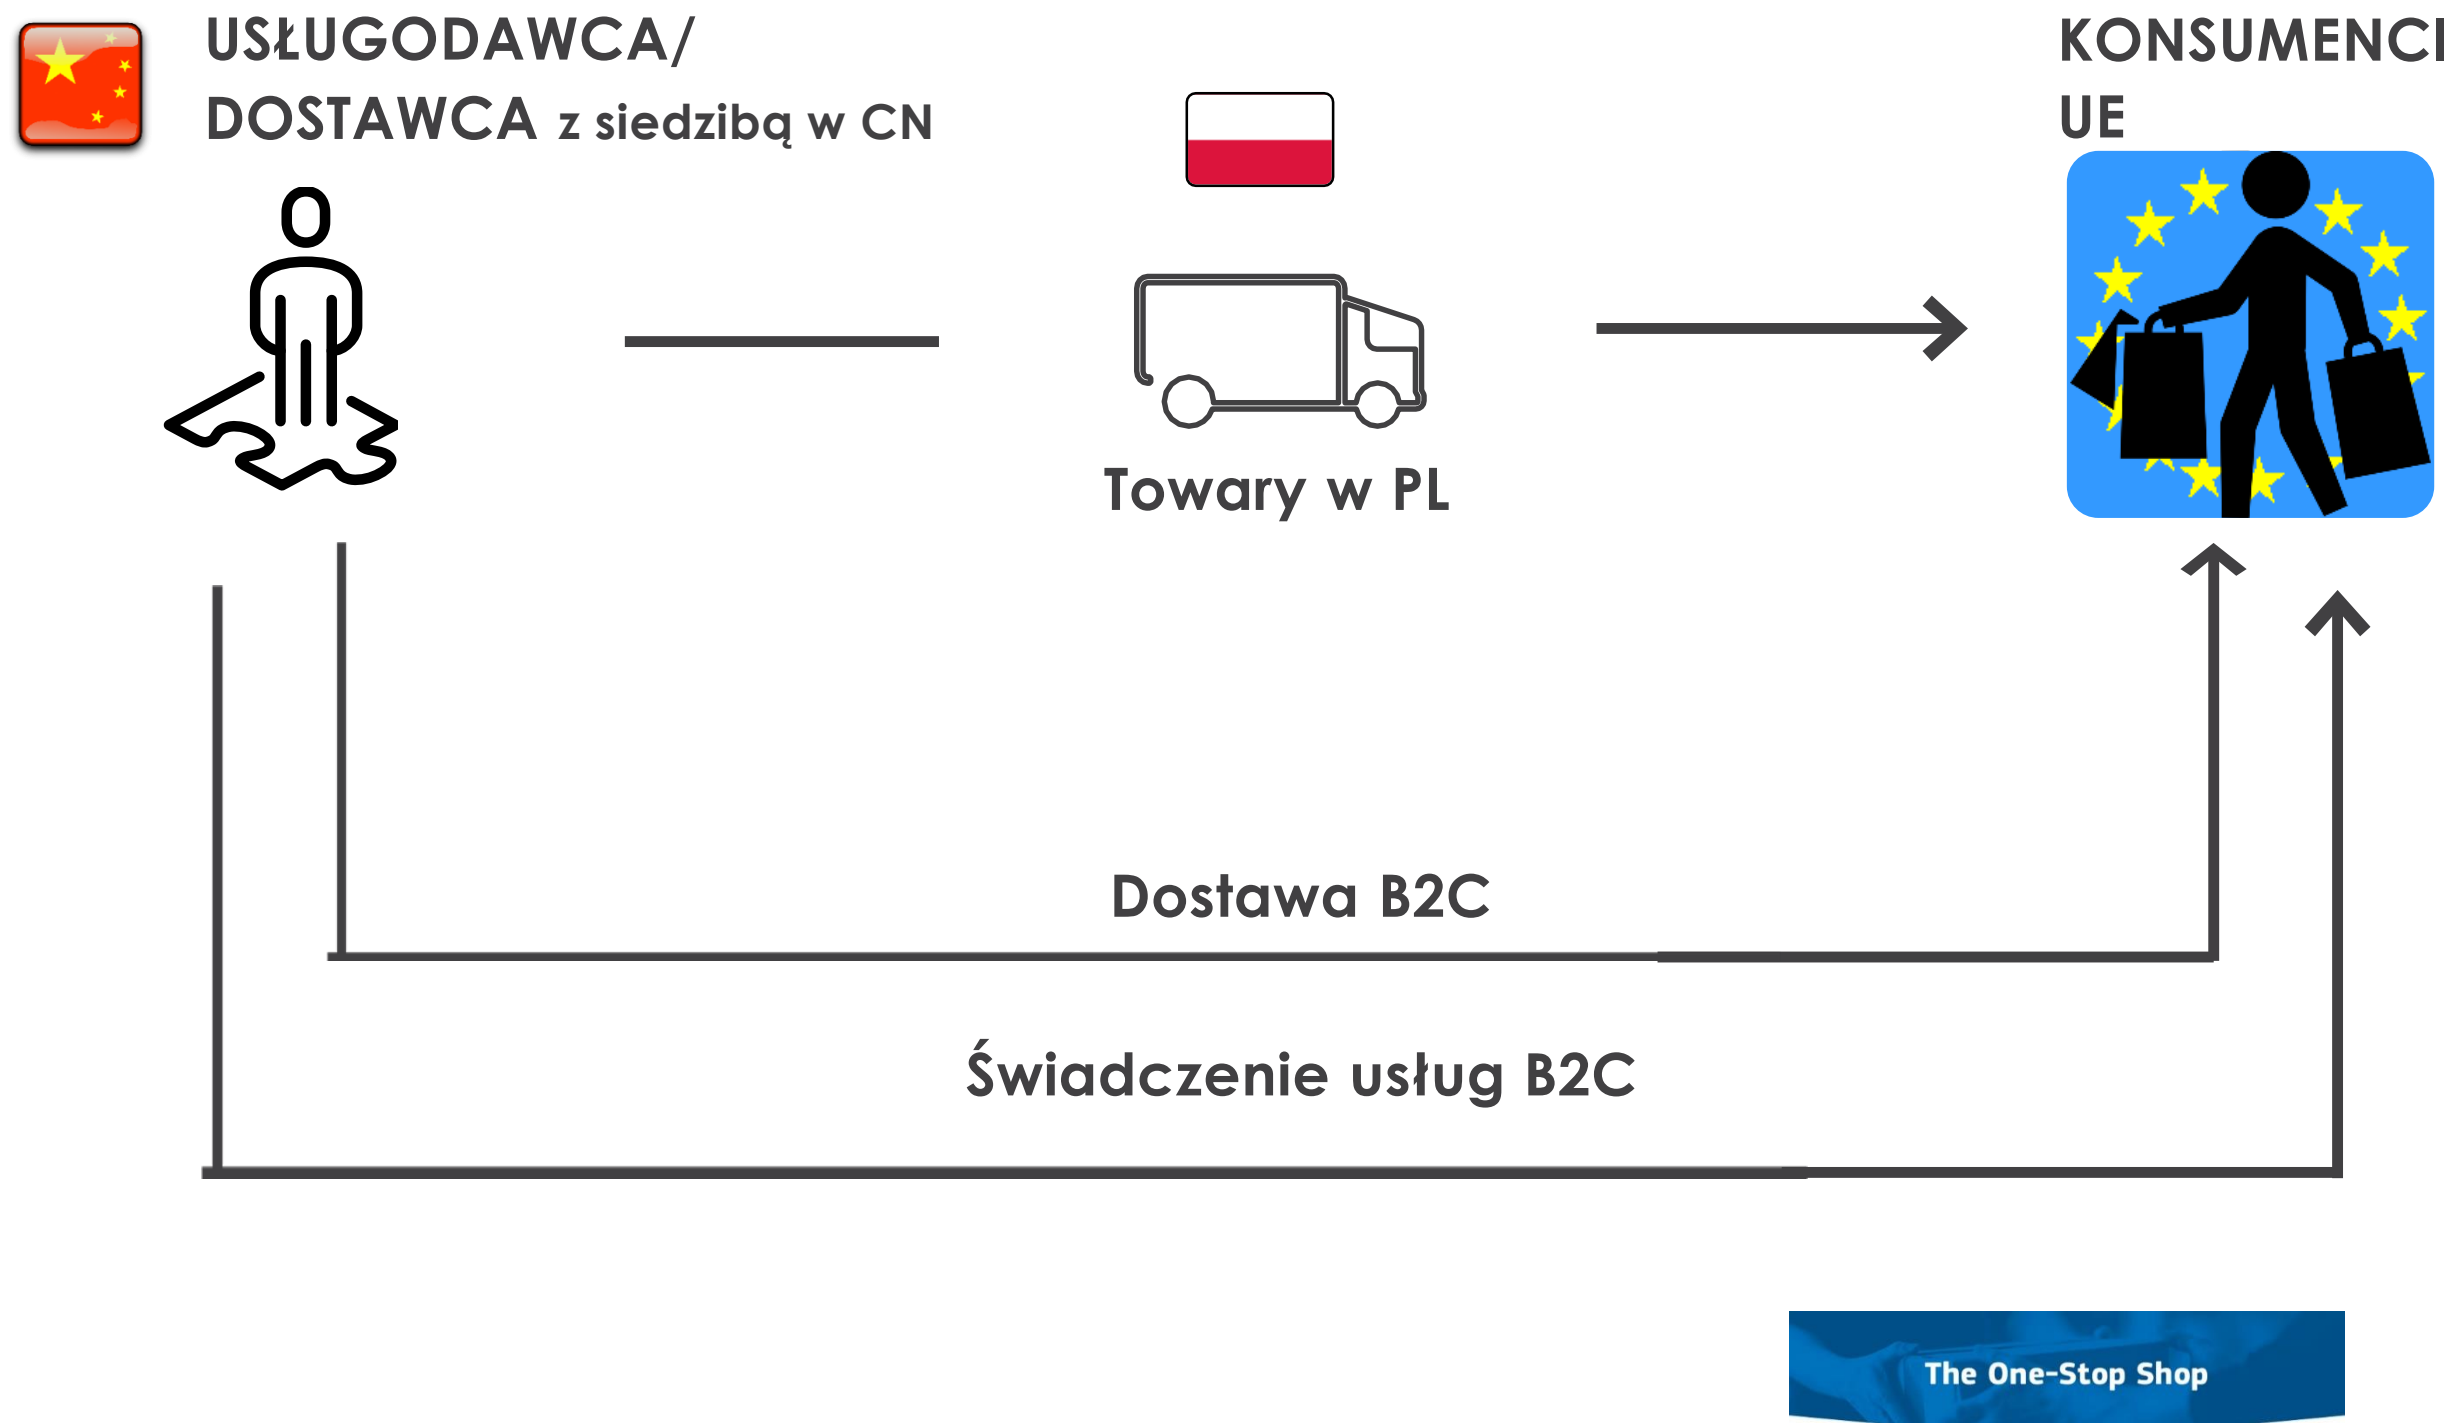 USŁUGODAWCA/
DOSTAWCA z siedzibą w CN
KONSUMENCI
UE
Towary w PL
Dostawa B2C
Świadczenie usług B2C
The One-Stop Shop